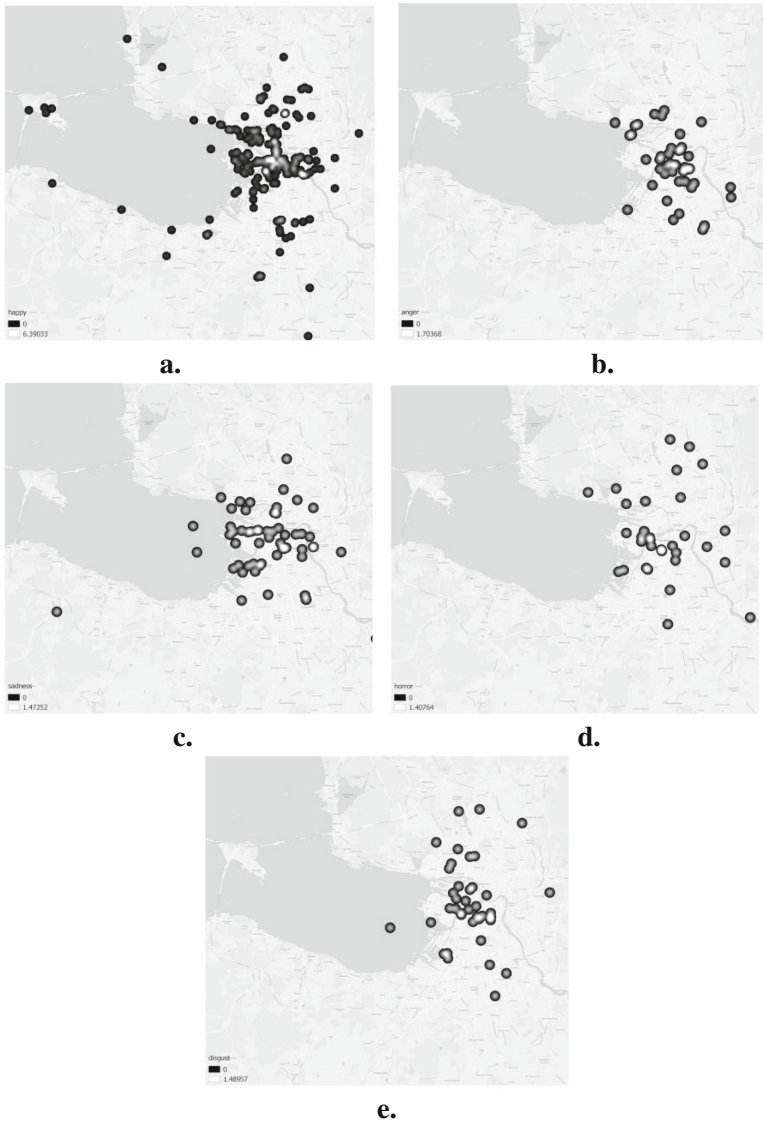 happy
0
6.39033
a.
anger
0
1.70368
b.
sadness
0
1.47252
c.
horror
0
1.40764
d.
disgust
0
1.48957
e.